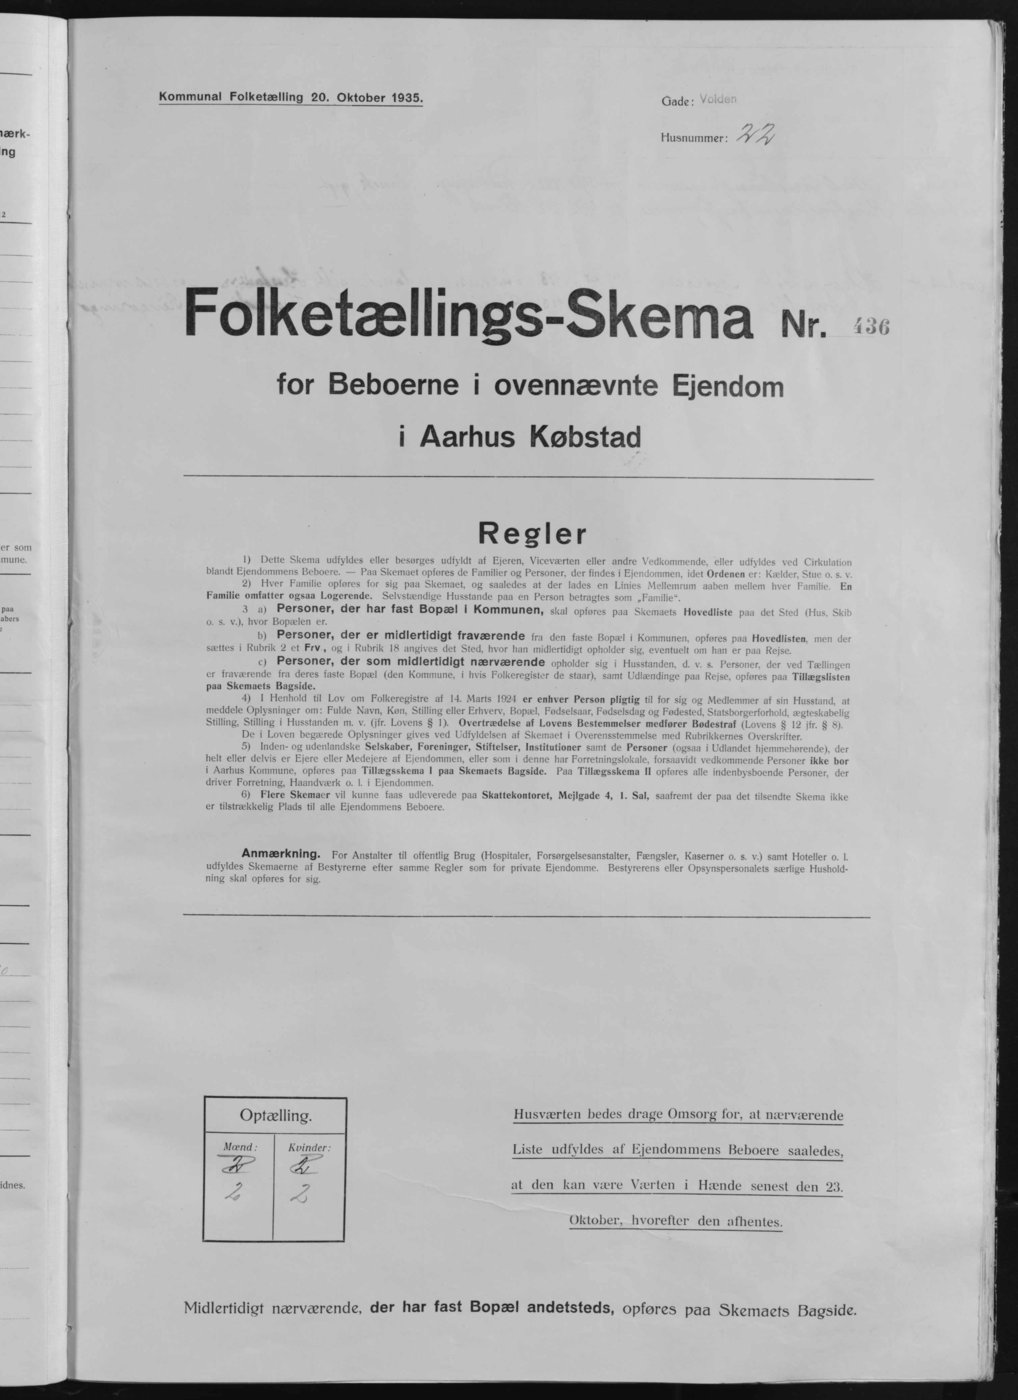 Kommunal Folketælling 20. Oktober 1935.
Gade: Volden
Husnummer: 22
Folketællings-Skema Nr. 436
for Beboerne i ovennævnte Ejendom
i Aarhus Købstad
Regler
1) Dette Skema udfyldes eller besørges udfyldt af Ejeren, Viceværten eller andre Vedkommende, eller udfyldes ved Cirkulation
blandt Ejendommens Beboere. — Paa Skemaet opføres de Familier og Personer, der findes i Ejendommen, idet Ordenen er: Kælder, Stue o. s. v.
2) Hver Familie opføres for sig paa Skemaet, og saaledes at der lades en Linies Mellemrum aaben mellem hver Familie. En
Familie omfatter ogsaa Logerende. Selvstændige Husstande paa en Person betragtes som „Familie“.
3 a) Personer, der har fast Bopæl i Kommunen, skal opføres paa Skemaets Hovedliste paa det Sted (Hus, Skib
o. s. v.), hvor Bopælen er.
b) Personer, der er midlertidigt fraværende fra den faste Bopæl i Kommunen, opføres paa Hovedlisten, men der
sættes i Rubrik 2 et Frv., og i Rubrik 18 angives det Sted, hvor han midlertidigt opholder sig, eventuelt om han er paa Rejse.
c) Personer, der som midlertidigt nærværende opholder sig i Husstanden, d. v. s. Personer, der ved Tællingen
er fraværende fra deres faste Bopæl (den Kommune, i hvis Folkeregister de staar), samt Udlændinge paa Rejse, opføres paa Tillægslisten
paa Skemaets Bagside.
4) I Henhold til Lov om Folkeregistre af 14. Marts 1924 er enhver Person pligtig til for sig og Medlemmer af sin Husstand, at
meddele Oplysninger om: Fulde Navn, Køn, Stilling eller Erhverv, Bopæl, Fødselsaar, Fødselsdag og Fødested, Statsborgerforhold, ægteskabelig
Stilling, Stilling i Husstanden m. v. (jfr. Lovens § 1). Overtrædelse af Lovens Bestemmelser medfører Bødestraf (Lovens § 12 jfr. § 8).
De i Loven begærede Oplysninger gives ved Udfyldelsen af Skemaet i Overensstemmelse med Rubrikkernes Overskrifter.
5) Inden- og udenlandske Selskaber, Foreninger, Stiftelser, Institutioner samt de Personer (ogsaa i Udlandet hjemmehørende), der
helt eller delvis er Ejere eller Medejere af Ejendommen, eller som i denne har Forretningslokale, forsaavidt vedkommende Personer ikke bor
i Aarhus Kommune, opføres paa Tillægsskema I paa Skemaets Bagside. Paa Tillægsskema II opføres alle indenbysboende Personer, der
driver Forretning, Haandværk o. l. i Ejendommen.
6) Flere Skemaer vil kunne faas udleverede paa Skattekontoret, Mejlgade 4, 1. Sal, saafremt der paa det tilsendte Skema ikke
er tilstrækkelig Plads til alle Ejendommens Beboere.
Anmærkning. For Anstalter til offentlig Brug (Hospitaler, Forsørgelsesanstalter, Fængsler, Kaserner o. s. v.) samt Hoteller o. l.
udfyldes Skemaerne af Bestyrerne efter samme Regler som for private Ejendomme. Bestyrerens eller Opsynspersonalets særlige Hushold-
ning skal opføres for sig.
Optælling.
Mænd: Kvinder:
2 2
2 2
Husværten bedes drage Omsorg for, at nærværende
Liste udfyldes af Ejendommens Beboere saaledes,
at den kan være Værten i Hænde senest den 23.
Oktober, hvorefter den afhentes.
Midlertidigt nærværende, der har fast Bopæl andetsteds, opføres paa Skemaets Bagside.